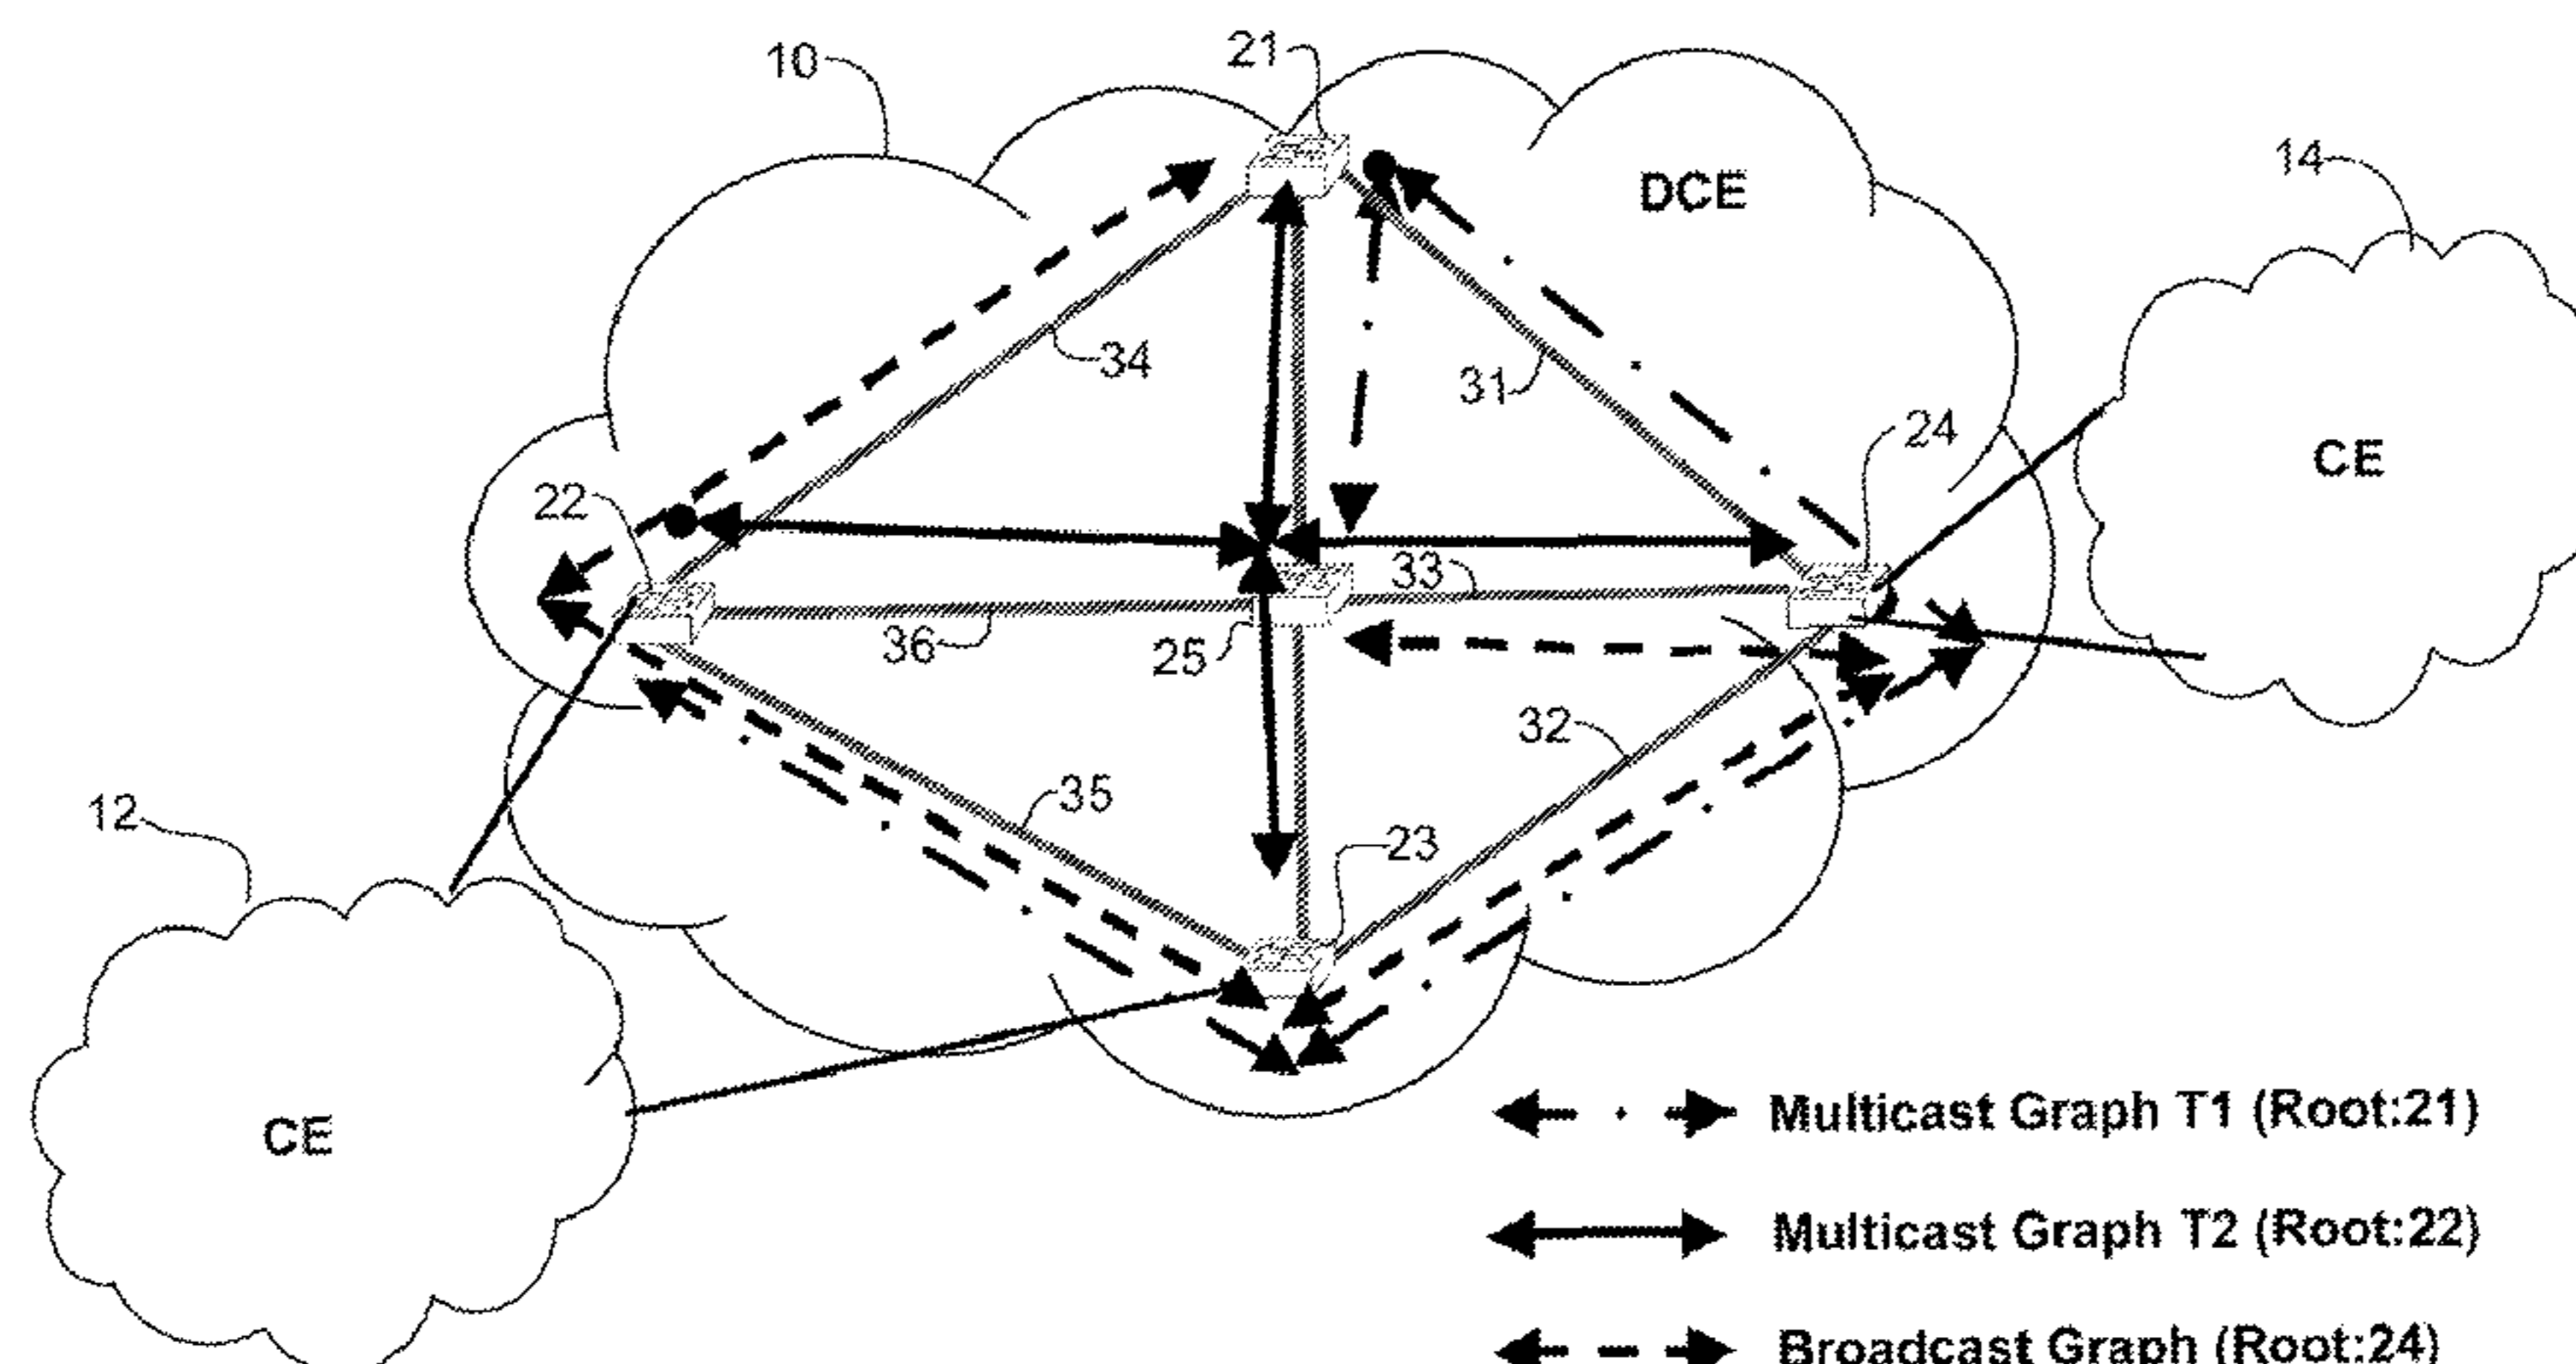 10
21
DCE
14
34
31
24
CE
22
33
36
25
32
12
35
23
CE
Multicast Graph T1 (Root:21)
Multicast Graph T2 (Root:22)
Broadcast Graph (Root:24)